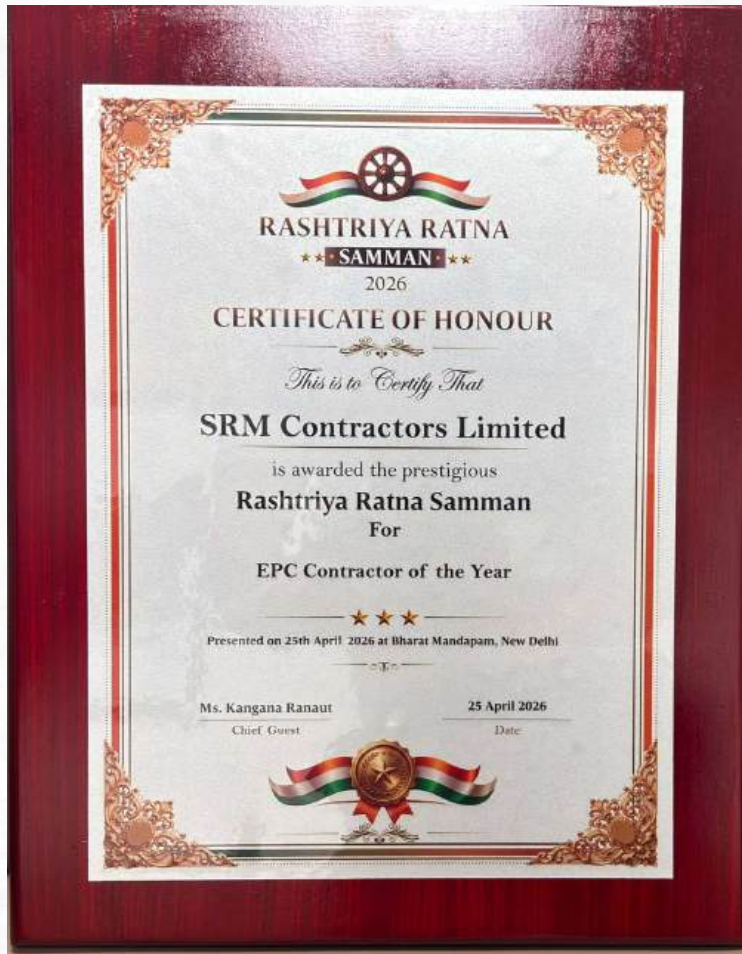 RASHTRIYA RATNA
SAMMAN
2026
CERTIFICATE OF HONOUR
This is to Certify That
SRM Contractors Limited
is awarded the prestigious
Rashtriya Ratna Samman
For
EPC Contractor of the Year
Presented on 25th April 2026 at Bharat Mandapam, New Delhi
Ms. Kangana Ranaut
Chief Guest
25 April 2026
Date